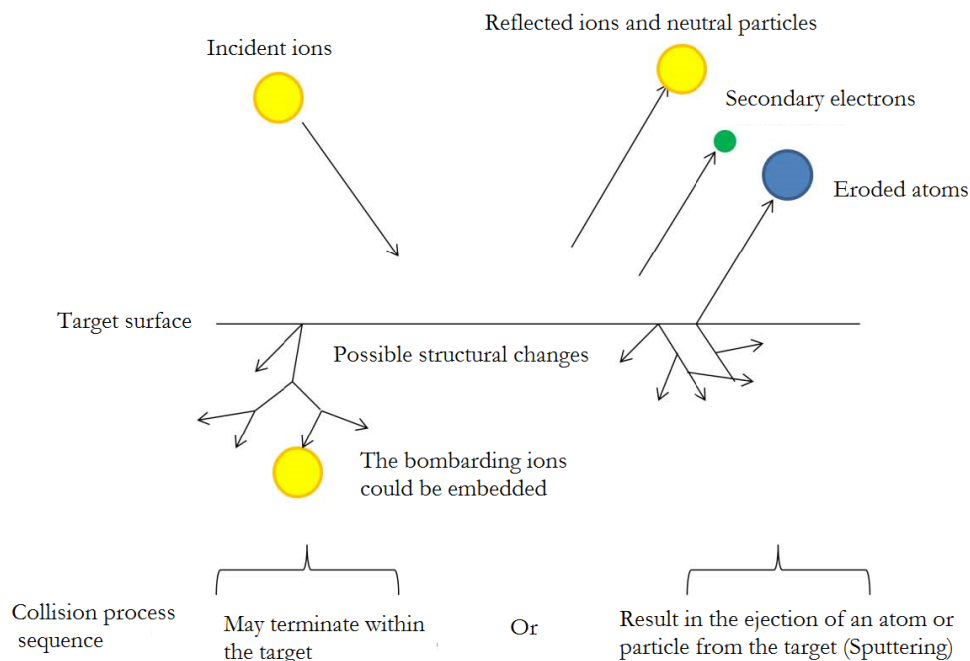 Reflected ions and neutral particles
Incident ions
Secondary electrons
Eroded atoms
Target surface
Possible structural changes
The bombarding ions
could be embedded
Collision process
sequence
May terminate within
the target
Or
Result in the ejection of an atom or
particle from the target (Sputtering)